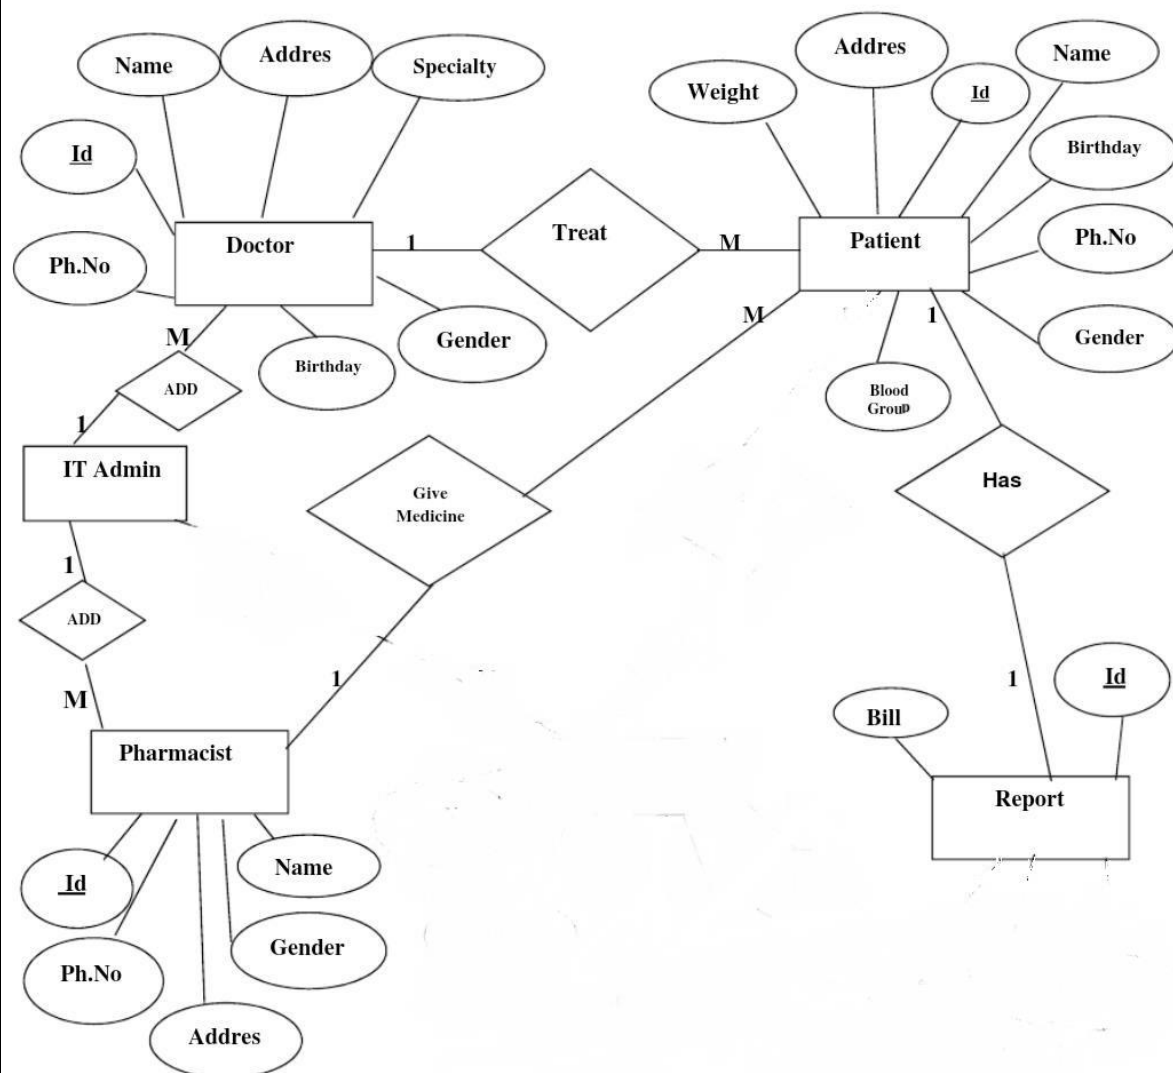 Name
Addres
Specialty
Id
Ph.No
Doctor
1
Treat
M
Gender
Birthday
Weight
Addres
Id
Name
Birthday
Ph.No
Gender
Patient
Blood
Group
M
1
M
ADD
1
IT Admin
1
ADD
M
Give
Medicine
1
Has
1
Pharmacist
Id
Ph.No
Addres
Gender
Name
Bill
Id
Report